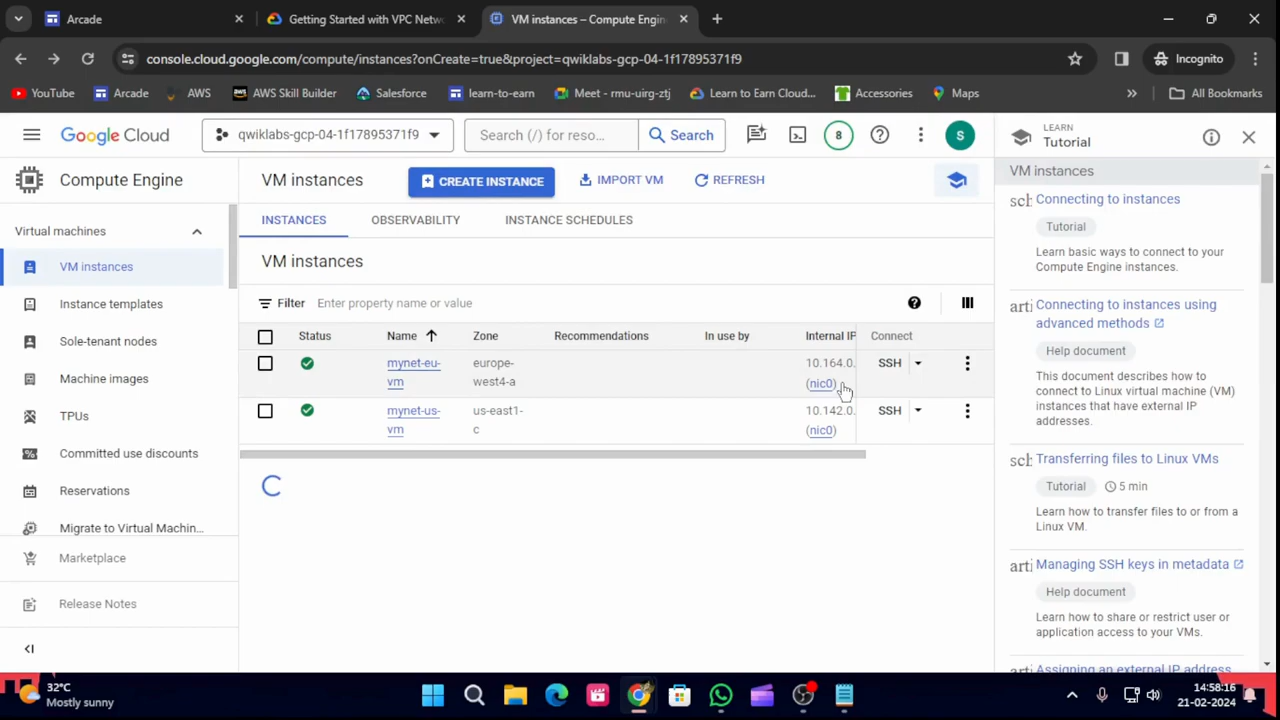 Arcade
Getting Started with VPC Netw
VM instances – Compute Engin
console.cloud.google.com/compute/instances?onCreate=true&project=qwiklabs-gcp-04-1f17895371f9
Incognito
YouTube
Arcade
AWS
AWS Skill Builder
Salesforce
learn-to-earn
Meet - rmu-uirg-ztj
Learn to Earn Cloud...
Accessories
Maps
All Bookmarks
Google Cloud
qwiklabs-gcp-04-1f17895371f9
Search (/) for reso...
Search
8
S
LEARN
Tutorial
Compute Engine
VM instances
CREATE INSTANCE
IMPORT VM
REFRESH
Virtual machines
VM instances
Instance templates
Sole-tenant nodes
Machine images
TPUs
Committed use discounts
Reservations
Migrate to Virtual Machin...
Marketplace
Release Notes
INSTANCES
OBSERVABILITY
INSTANCE SCHEDULES
VM instances
Filter
Enter property name or value
Status
Name
Zone
Recommendations
In use by
Internal IP
Connect
mynet-eu-
vm
europe-
west4-a
10.164.0.
(nic0)
SSH
mynet-us-
vm
us-east1-
c
10.142.0.
(nic0)
SSH
VM instances
sch
Connecting to instances
Tutorial
Learn basic ways to connect to your
Compute Engine instances.
arti
Connecting to instances using
advanced methods
Help document
This document describes how to
connect to Linux virtual machine (VM)
instances that have external IP
addresses.
sch
Transferring files to Linux VMs
Tutorial
5 min
Learn how to transfer files to or from a
Linux VM.
arti
Managing SSH keys in metadata
Help document
Learn how to share or restrict user or
application access to your VMs.
arti
Assigning an external IP address
32°C
Mostly sunny
14:58:16
21-02-2024